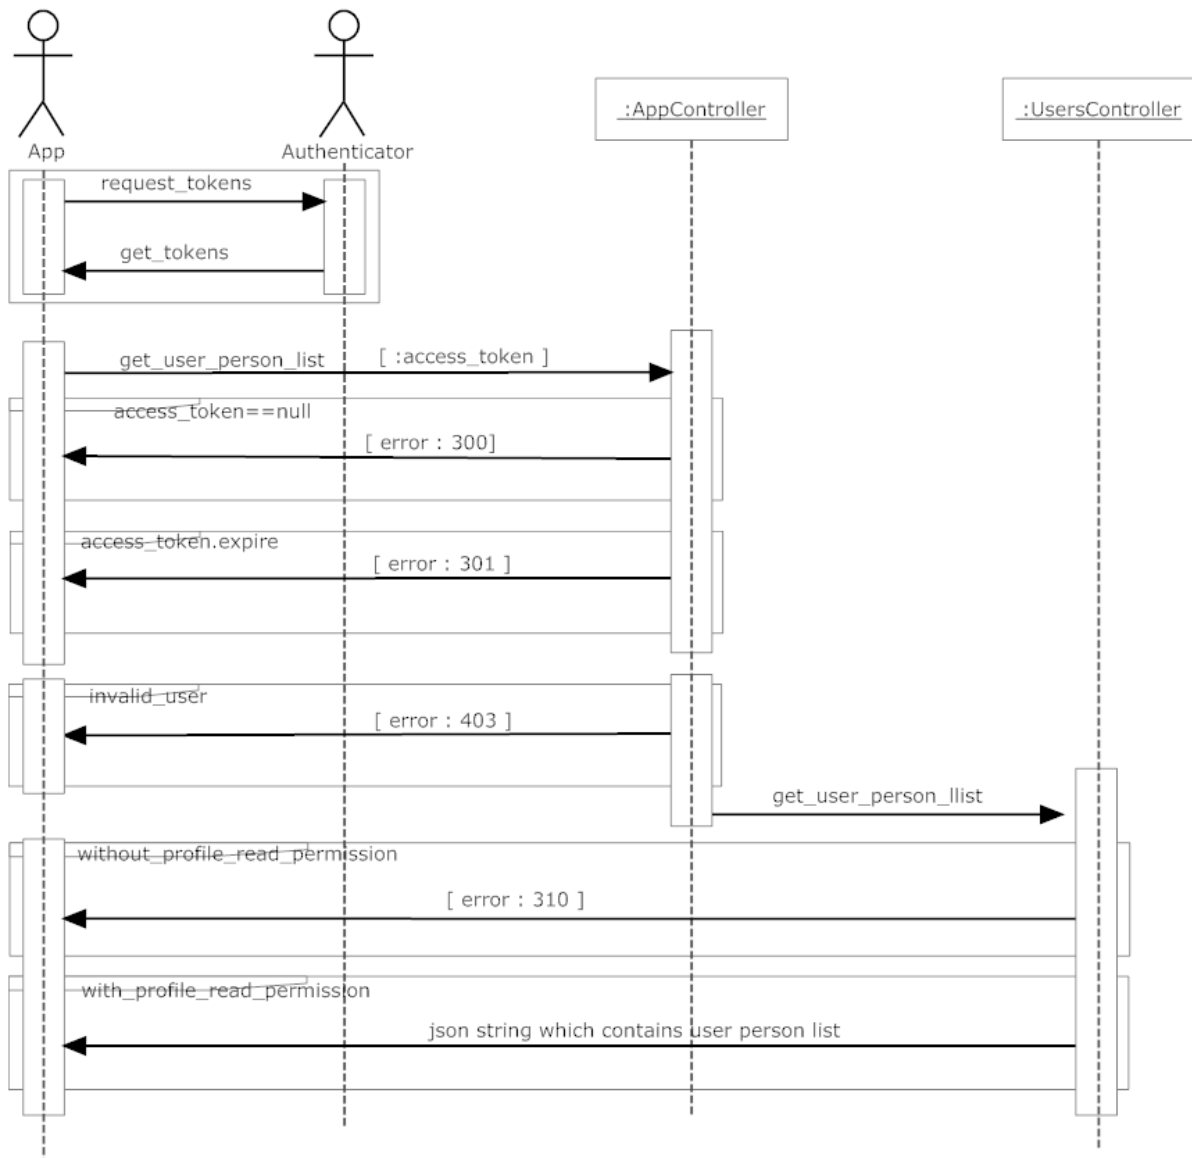 :AppController
:UsersController
App
Authenticator
request_tokens
get_tokens
get_user_person_list
[ :access_token ]
access_token==null
[ error : 300]
access_token.expire
[ error : 301 ]
invalid_user
[ error : 403 ]
get_user_person_llist
without_profile_read_permission
[ error : 310 ]
with_profile_read_permission
json string which contains user person list